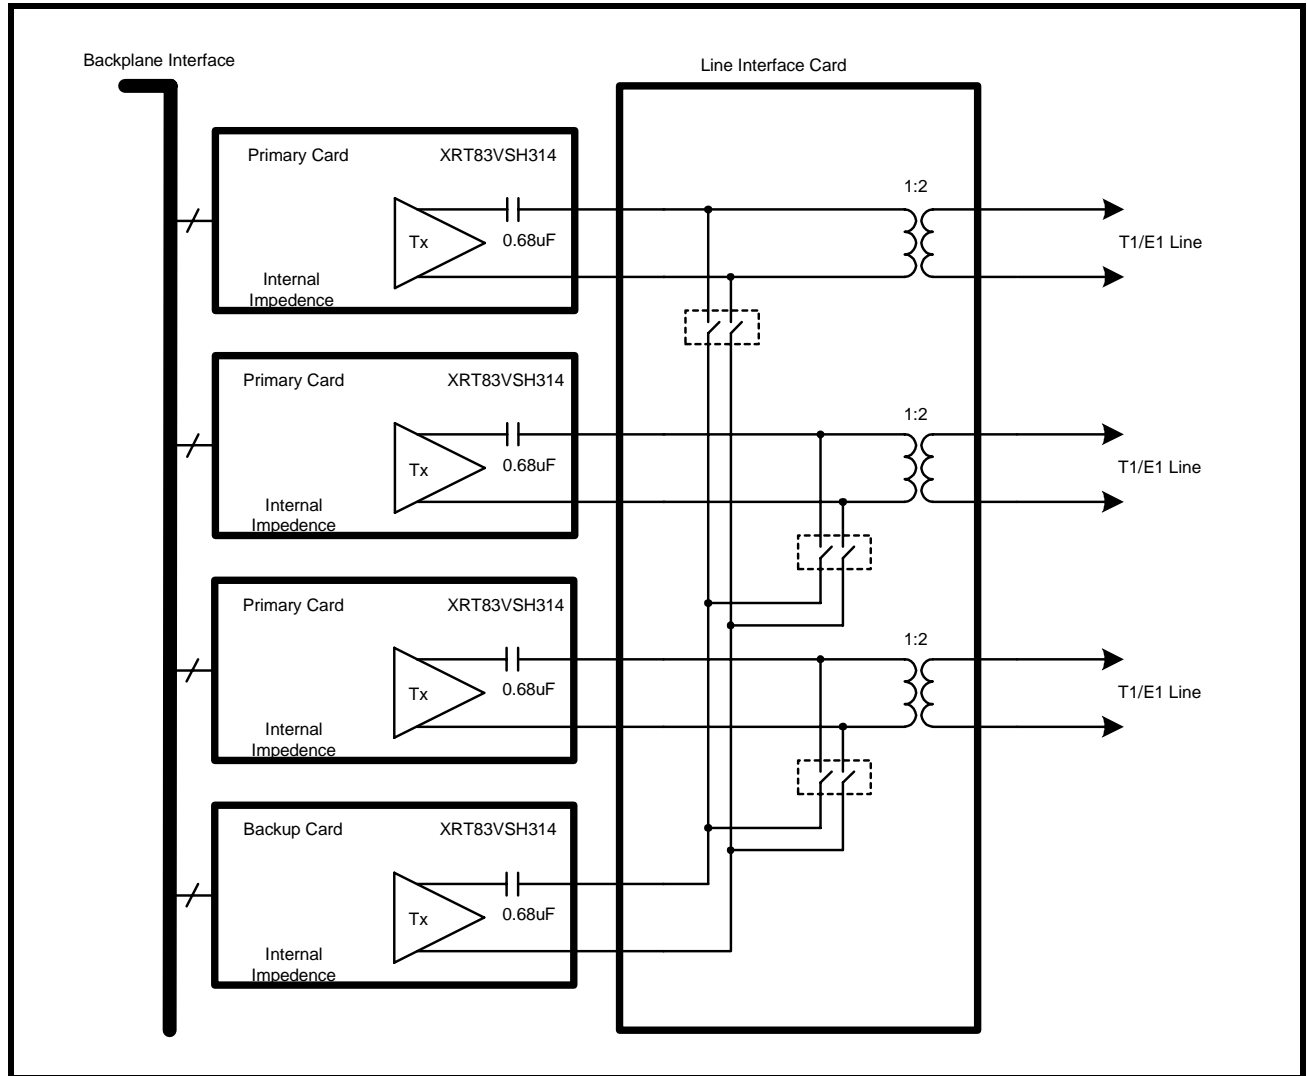 Backplane Interface
Line Interface Card
Primary Card XRT83VSH314
Tx
0.68uF
Internal
Impedence
1:2
T1/E1 Line
Primary Card XRT83VSH314
Tx
0.68uF
Internal
Impedence
1:2
T1/E1 Line
Primary Card XRT83VSH314
Tx
0.68uF
Internal
Impedence
1:2
T1/E1 Line
Backup Card XRT83VSH314
Tx
0.68uF
Internal
Impedence